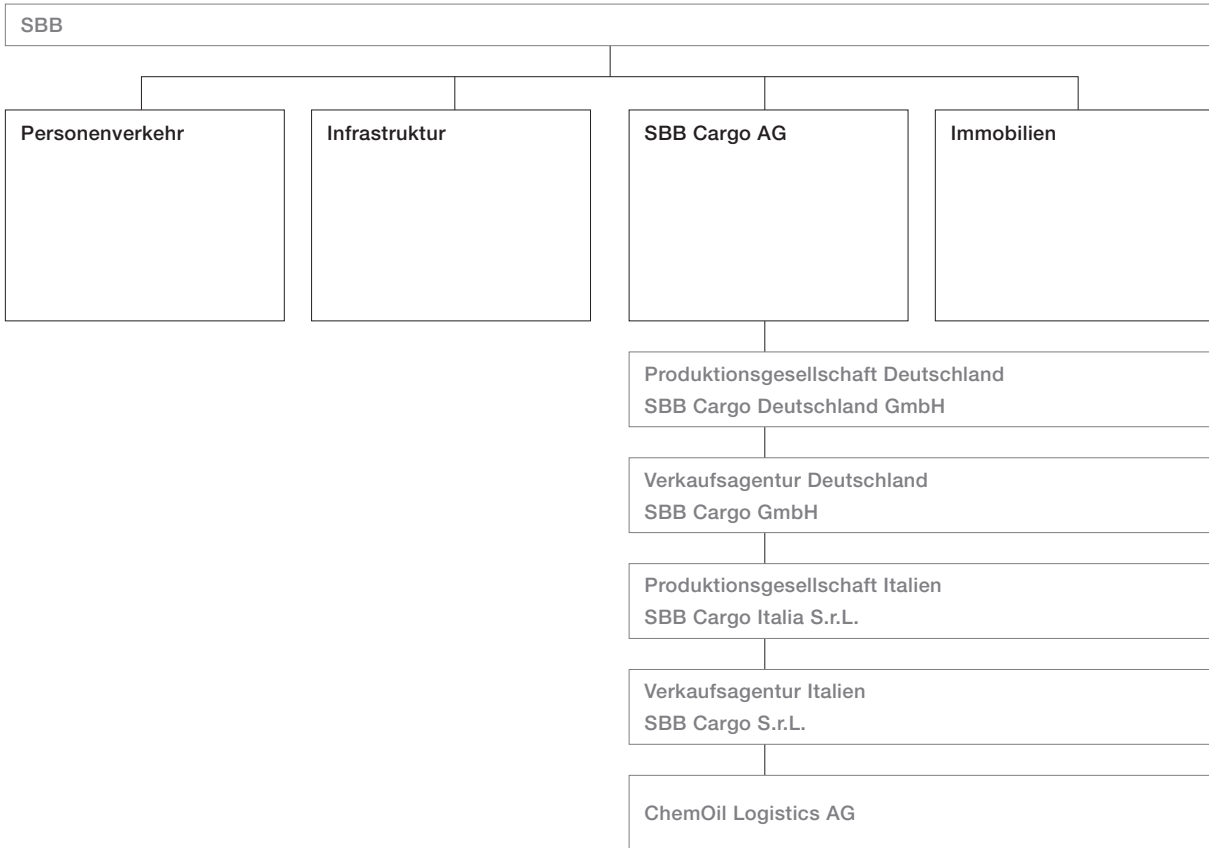 SBB
Personenverkehr
Infrastruktur
SBB Cargo AG
Immobilien
Produktionsgesellschaft Deutschland
SBB Cargo Deutschland GmbH
Verkaufsagentur Deutschland
SBB Cargo GmbH
Produktionsgesellschaft Italien
SBB Cargo Italia S.r.L.
Verkaufsagentur Italien
SBB Cargo S.r.L.
ChemOil Logistics AG